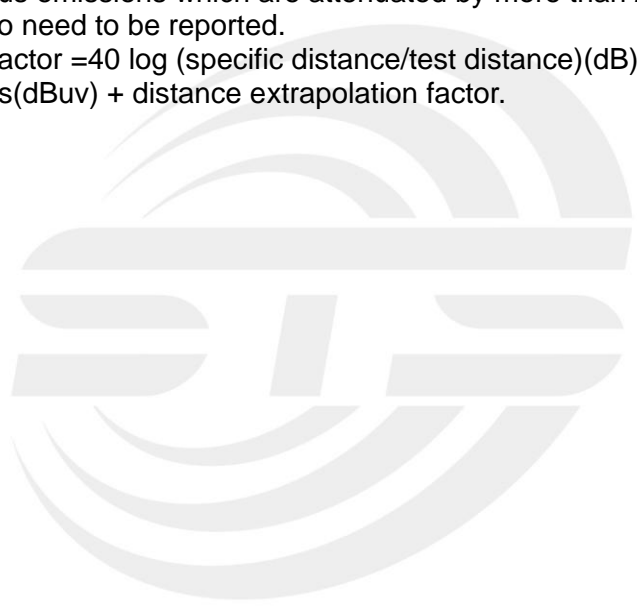 us emissions which are attenuated by more than
o need to be reported.
actor =40 log (specific distance/test distance)(dB)
s(dBuv) + distance extrapolation factor.
STS